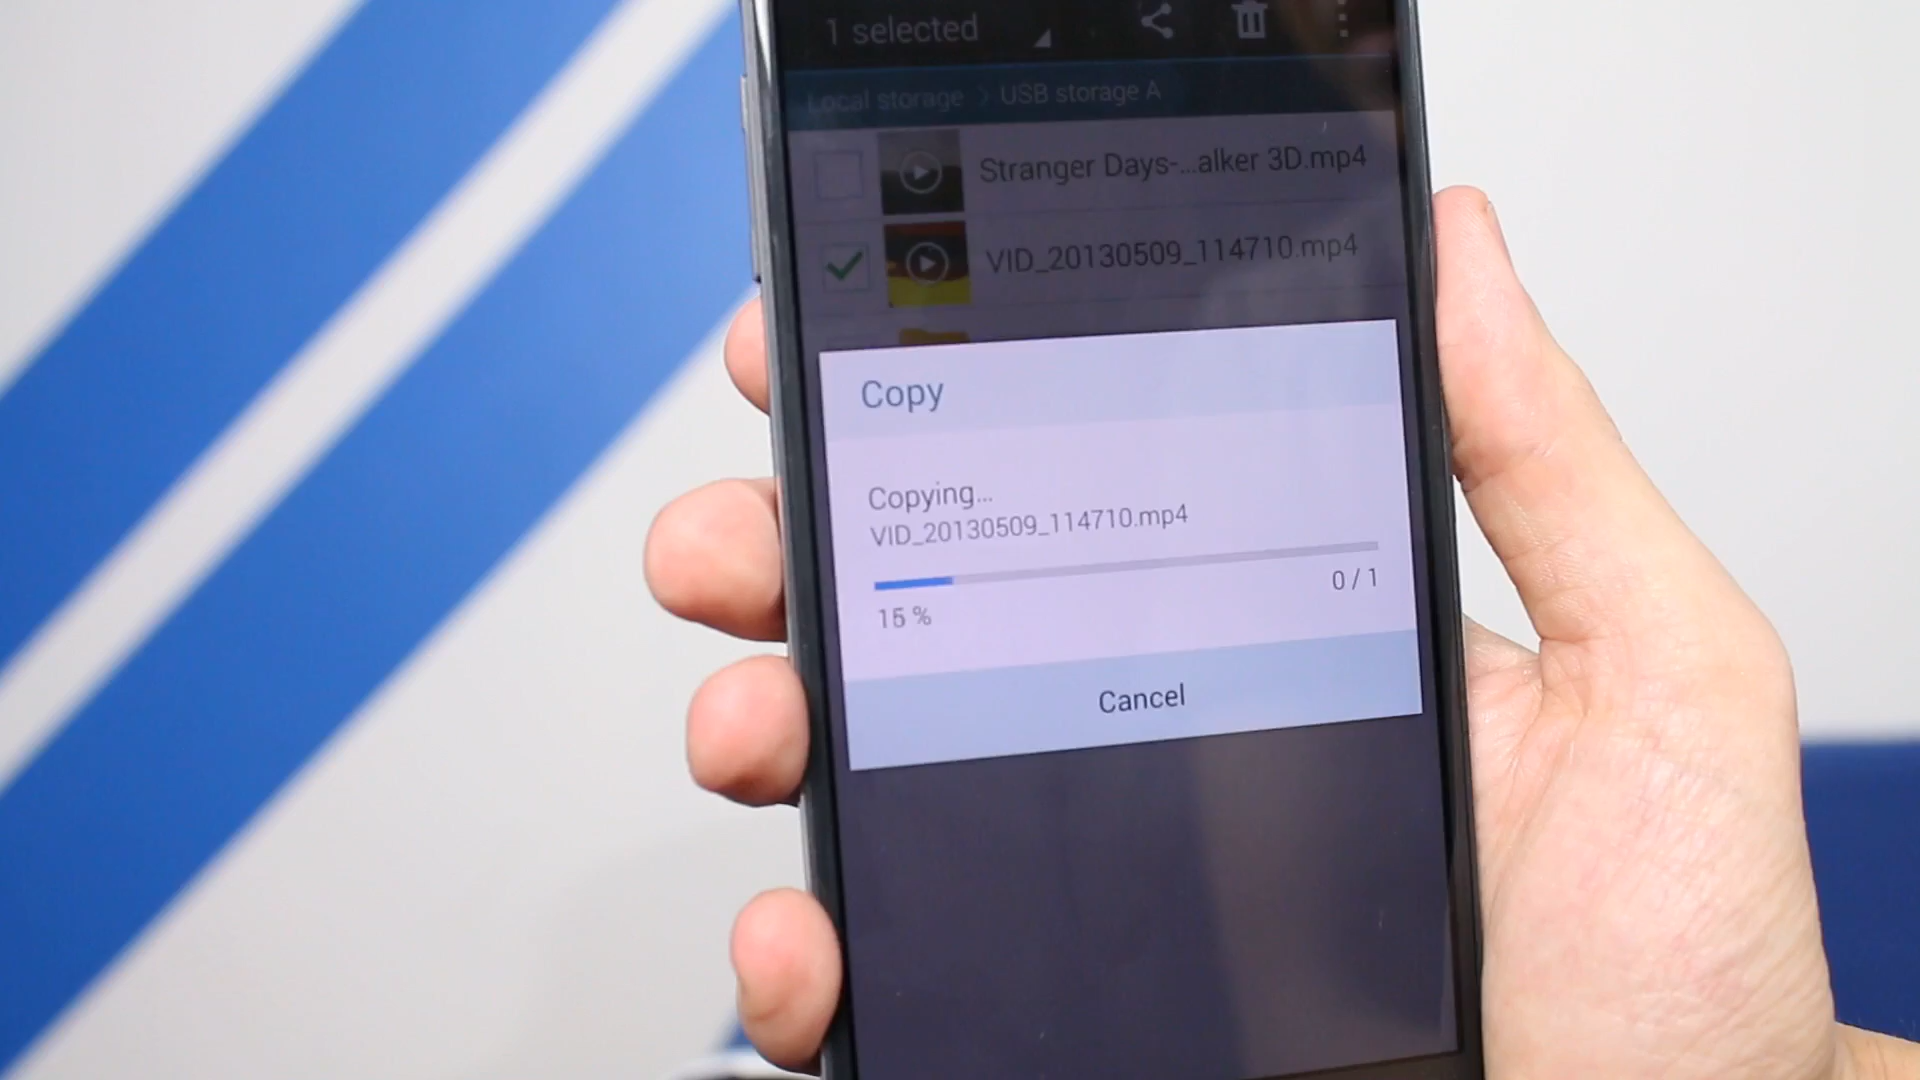 1 selected
Local storage > USB storage A
Stranger Days-...alker 3D.mp4
VID_20130509_114710.mp4
Copy
Copying...
VID_20130509_114710.mp4
0 / 1
15 %
Cancel